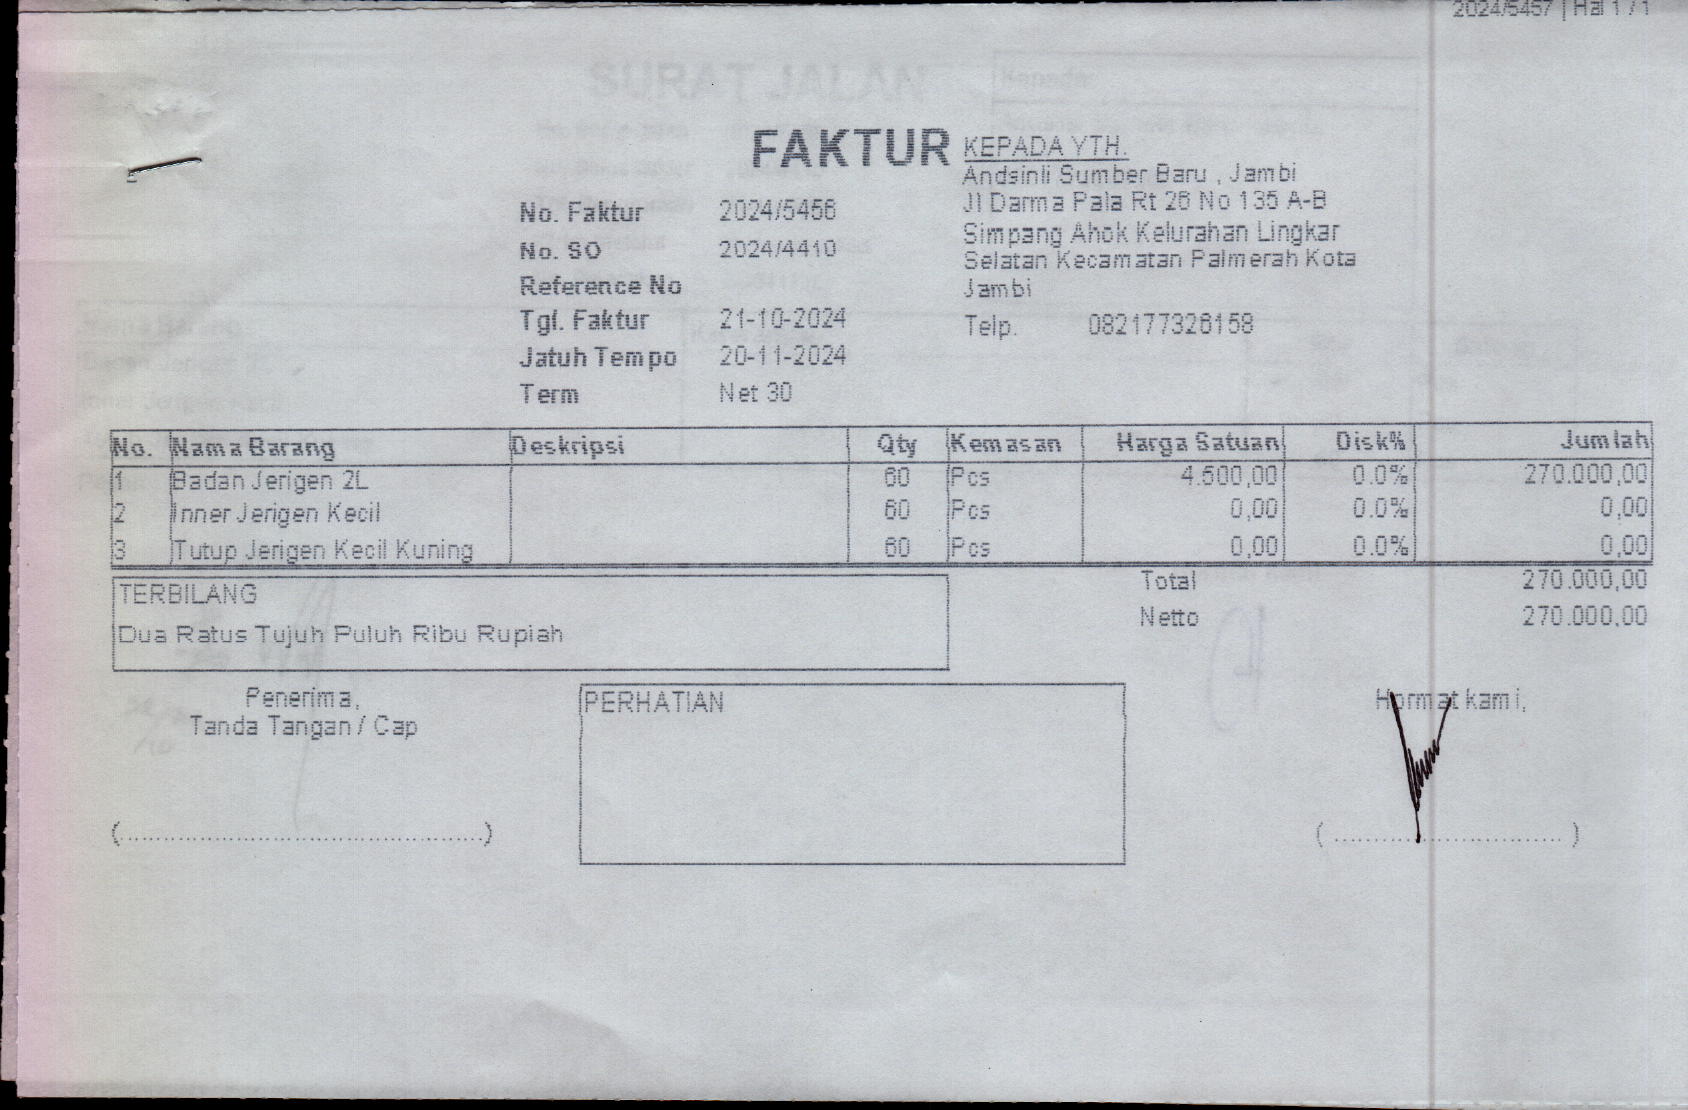 2024/5457 | Hal 1 / 1
SURAT JALAN
Kepada
FAKTUR
KEPADA YTH.
Andsinli Sumber Baru , Jambi
Jl Darma Pala Rt 26 No 135 A-B
Simpang Ahok Kelurahan Lingkar
Selatan Kecamatan Palmerah Kota
Jambi
Telp. 082177326158
No. Faktur 2024/5456
No. SO 2024/4410
Reference No
Tgl. Faktur 21-10-2024
Jatuh Tempo 20-11-2024
Term Net 30
No. Nama Barang Deskripsi Qty Kemasan Harga Satuan Disk% Jumlah
1 Badan Jerigen 2L 60 Pcs 4.500,00 0.0% 270.000,00
2 Inner Jerigen Kecil 60 Pcs 0,00 0.0% 0,00
3 Tutup Jerigen Kecil Kuning 60 Pcs 0,00 0.0% 0,00
Total 270.000,00
Netto 270.000,00
TERBILANG
Dua Ratus Tujuh Puluh Ribu Rupiah
Penerima,
Tanda Tangan / Cap
PERHATIAN
Hormat kami,
(..................................................)
( ............................... )